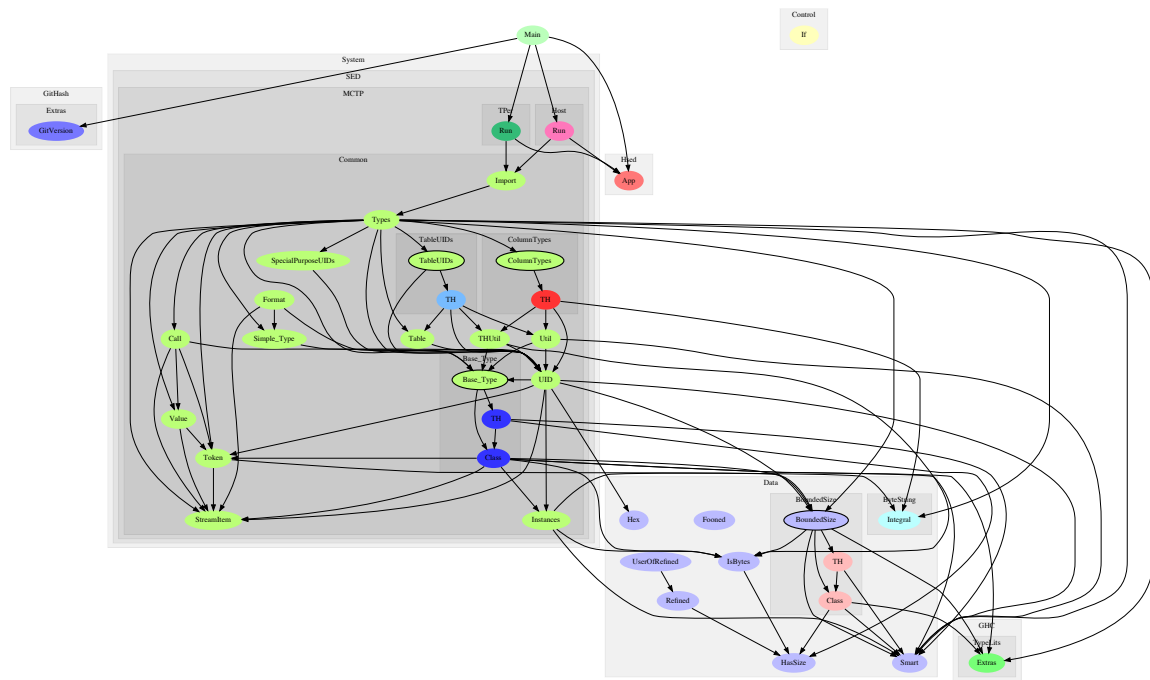 Control
If
Main
System
SED
MCTP
GitHash
Extras
GitVersion
TPer
Host
Run
Run
Common
Hsed
App
Import
Types
TableUIDs
ColumnTypes
SpecialPurposeUIDs
TableUIDs
ColumnTypes
Format
TH
TH
Call
Simple_Type
Table
THUtil
Util
Base_Type
Base_Type
UID
Value
TH
Token
Class
Data
BoundedSize
ByteString
StreamItem
Instances
Hex
Fooned
BoundedSize
Integral
UserOfRefined
IsBytes
TH
Refined
Class
GHC
TypeLits
HasSize
Smart
Extras